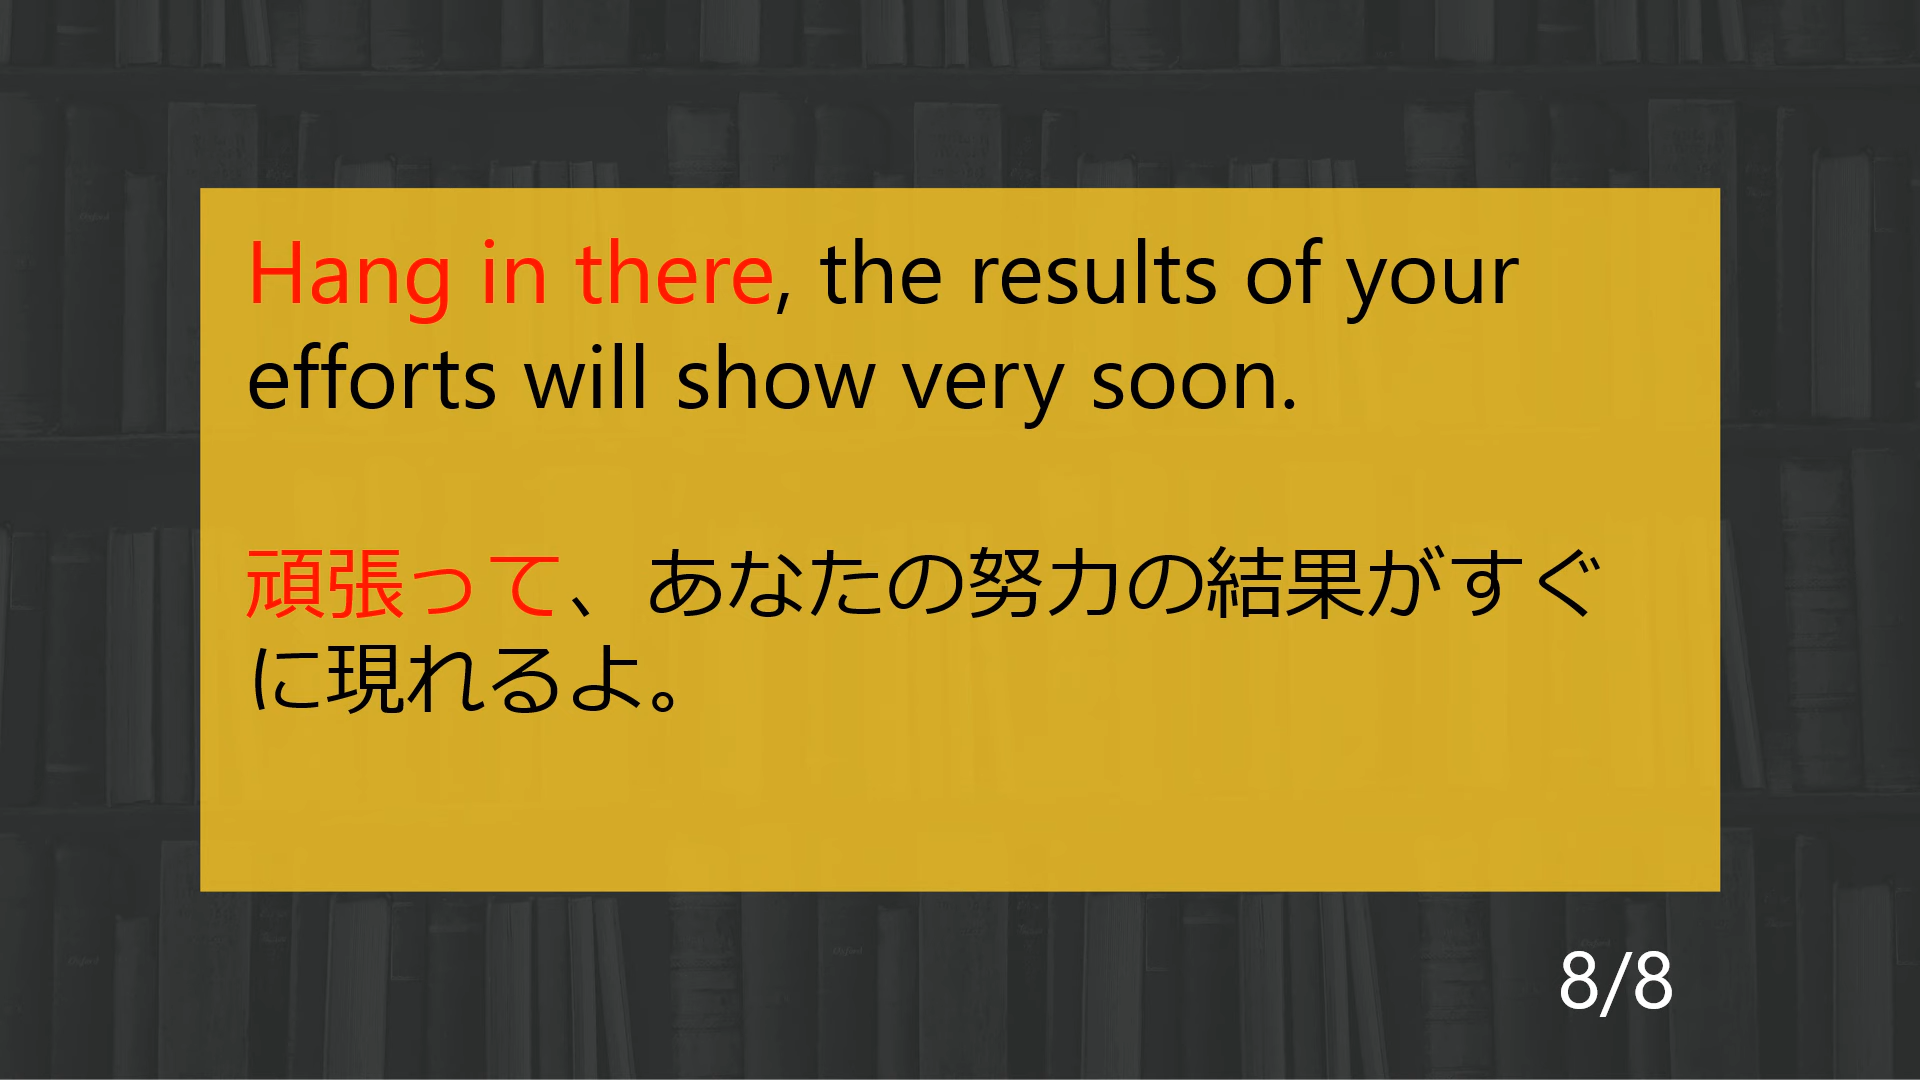 Hang in there, the results of your
efforts will show very soon.
頑張って、あなたの努力の結果がすぐ
に現れるよ。
8/8